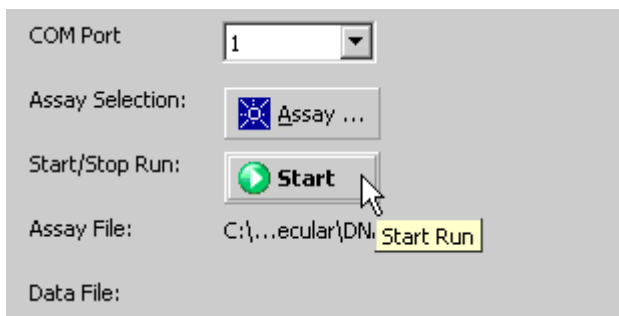 COM Port 1
Assay Selection: Assay ...
Start/Stop Run: Start
Assay File: C:\...ecular\DN
Start Run
Data File: